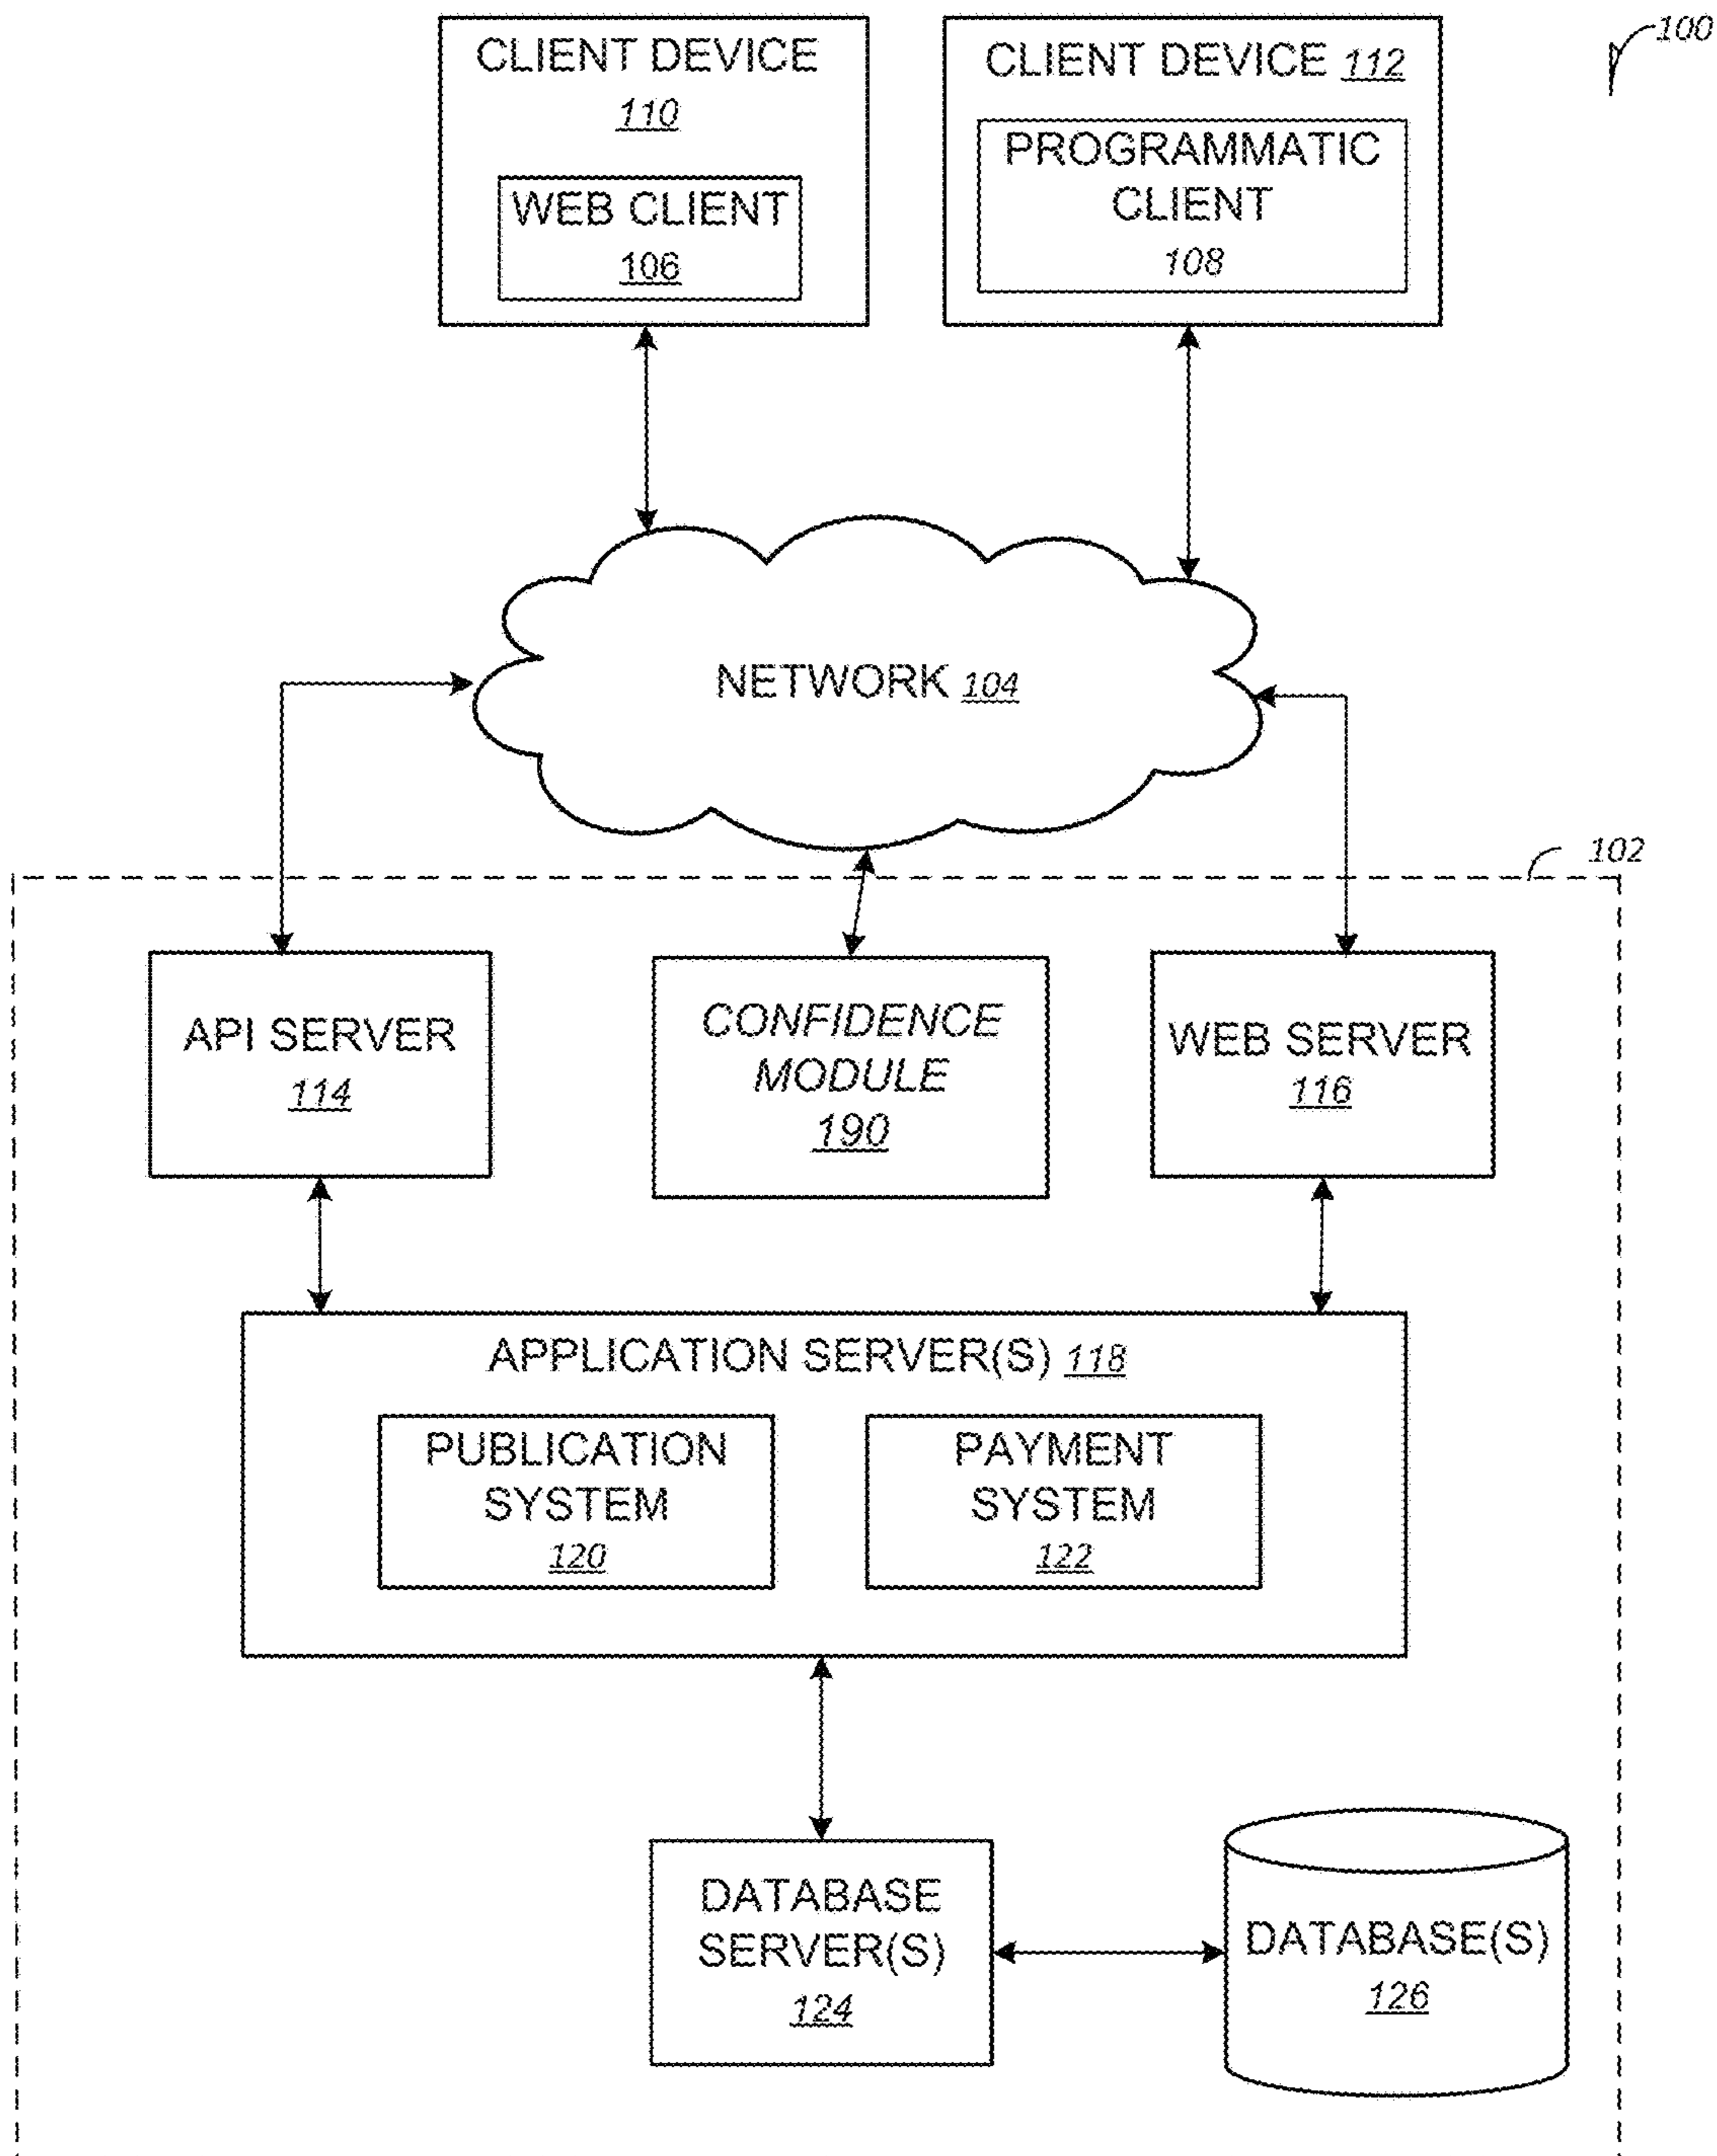 100
CLIENT DEVICE
110
WEB CLIENT
106
CLIENT DEVICE 112
PROGRAMMATIC
CLIENT
108
NETWORK 104
102
API SERVER
114
CONFIDENCE
MODULE
190
WEB SERVER
116
APPLICATION SERVER(S) 118
PUBLICATION
SYSTEM
120
PAYMENT
SYSTEM
122
DATABASE
SERVER(S)
124
DATABASE(S)
126